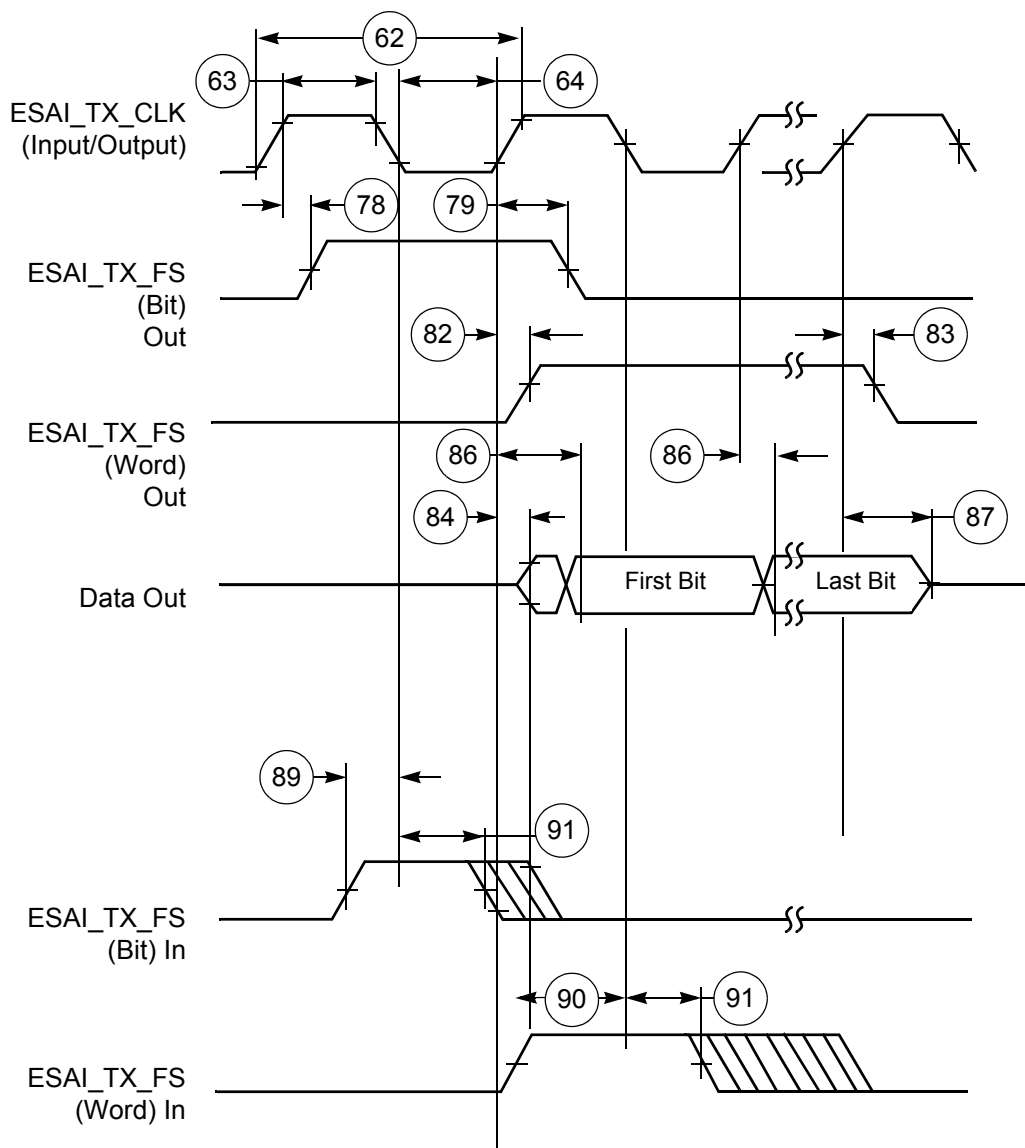 62
63
64
ESAI_TX_CLK
(Input/Output)
78
79
ESAI_TX_FS
(Bit)
Out
82
83
ESAI_TX_FS
(Word)
Out
86
86
84
87
Data Out
First Bit
Last Bit
89
91
ESAI_TX_FS
(Bit) In
90
91
ESAI_TX_FS
(Word) In